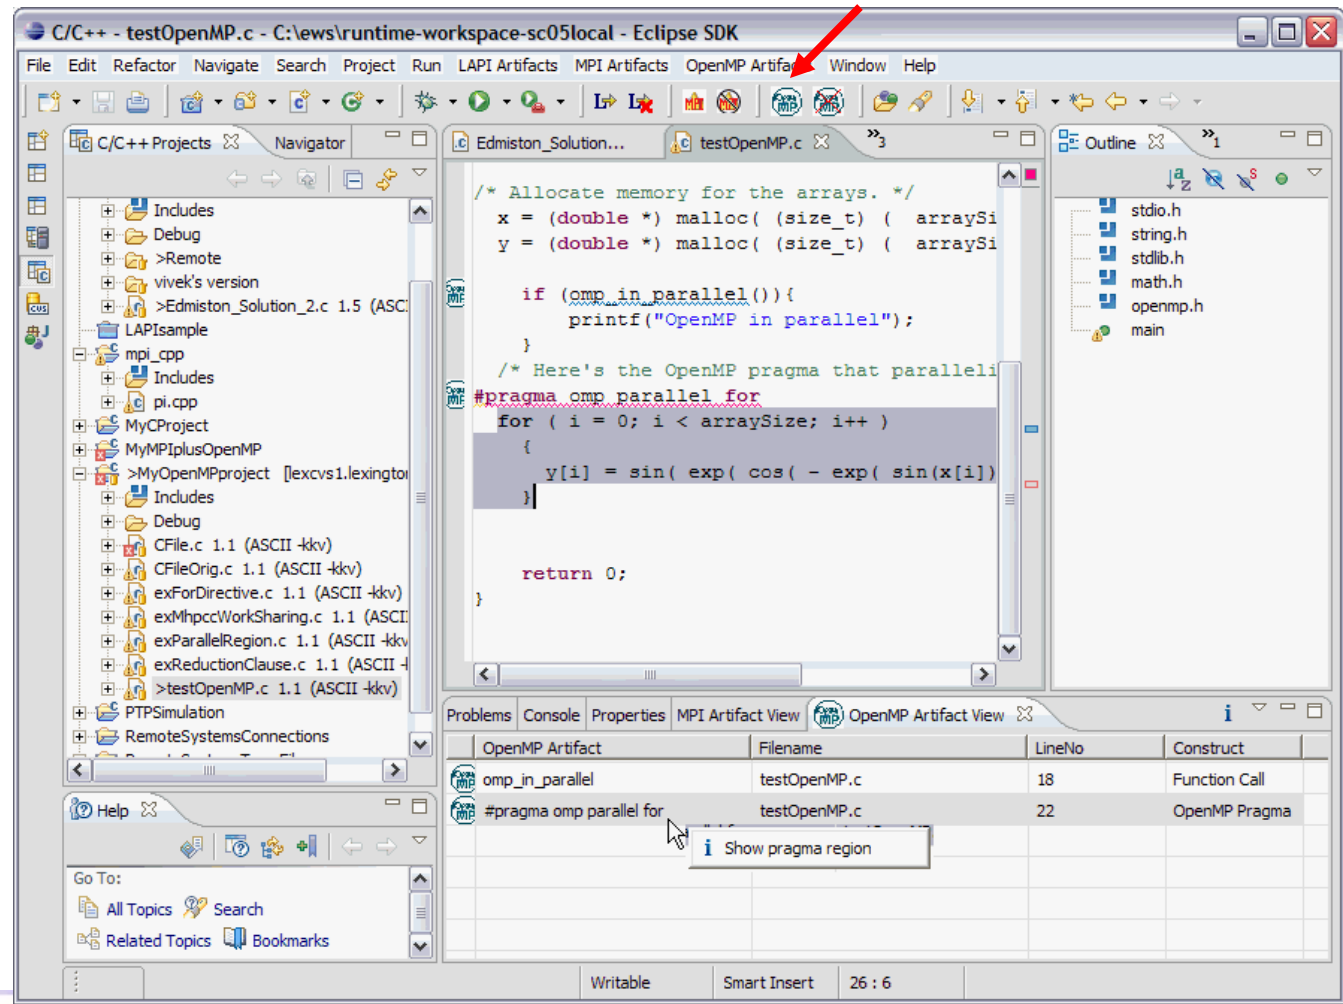 C/C++ - testOpenMP.c - C:\ews\runtime-workspace-sc05local - Eclipse SDK
File Edit Refactor Navigate Search Project Run LAPI Artifacts MPI Artifacts OpenMP Artifac Window Help
C/C++ Projects Navigator
Includes
Debug
>Remote
vivek's version
>Edmiston_Solution_2.c 1.5 (ASC
LAPIsample
mpi_cpp
Includes
pi.cpp
MyCProject
MyMPIplusOpenMP
>MyOpenMPproject [lexcvs1.lexingto
Includes
Debug
CFile.c 1.1 (ASCII -kkv)
CFileOrig.c 1.1 (ASCII -kkv)
exForDirective.c 1.1 (ASCII -kkv)
exMhpccWorkSharing.c 1.1 (ASCI
exParallelRegion.c 1.1 (ASCII -kkv
exReductionClause.c 1.1 (ASCII -
>testOpenMP.c 1.1 (ASCII -kkv)
PTPSimulation
RemoteSystemsConnections
Edmiston_Solution... testOpenMP.c »3
/* Allocate memory for the arrays. */
x = (double *) malloc( (size_t) ( arraySi
y = (double *) malloc( (size_t) ( arraySi
if (omp_in_parallel()){
printf("OpenMP in parallel");
}
/* Here's the OpenMP pragma that paralleli
#pragma omp parallel for
for ( i = 0; i < arraySize; i++ )
{
y[i] = sin( exp( cos( - exp( sin(x[i])
}
return 0;
}
Outline »1
stdio.h
string.h
stdlib.h
math.h
openmp.h
main
Help
Go To:
All Topics Search
Related Topics Bookmarks
Problems Console Properties MPI Artifact View OpenMP Artifact View
OpenMP Artifact Filename LineNo Construct
omp_in_parallel testOpenMP.c 18 Function Call
#pragma omp parallel for testOpenMP.c 22 OpenMP Pragma
Show pragma region
Writable Smart Insert 26 : 6